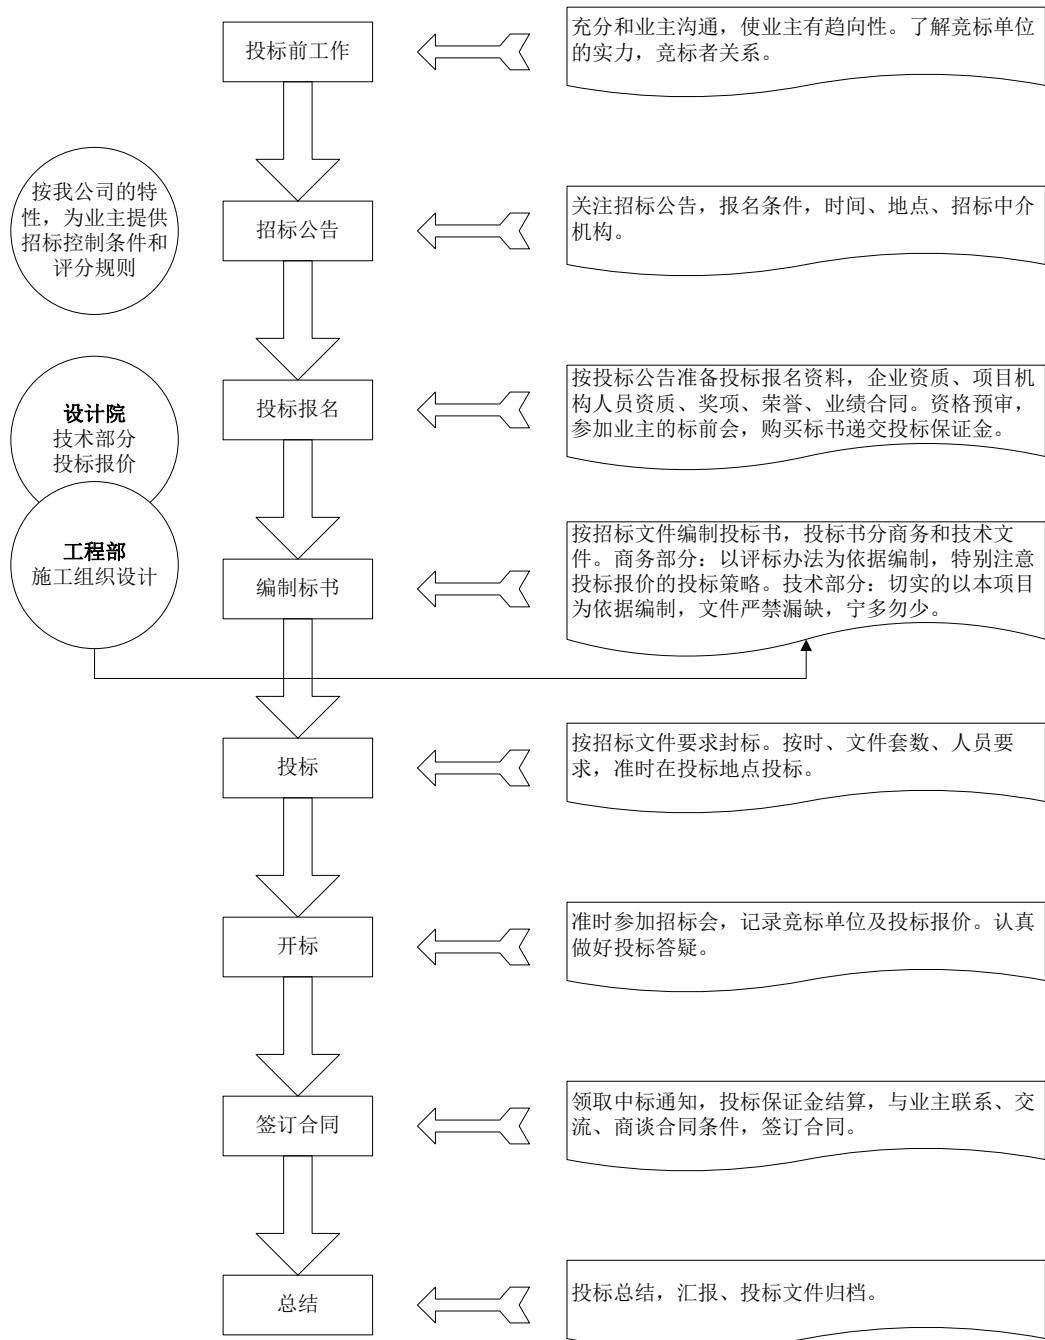 投标前工作
充分和业主沟通，使业主有趋向性。了解竞标单位
的实力，竞标者关系。
按我公司的特
性，为业主提供
招标控制条件和
评分规则
招标公告
关注招标公告，报名条件，时间、地点、招标中介
机构。
设计院
技术部分
投标报价
投标报名
按投标公告准备投标报名资料，企业资质、项目机
构人员资质、奖项、荣誉、业绩合同。资格预审，
参加业主的标前会，购买标书递交投标保证金。
工程部
施工组织设计
编制标书
按招标文件编制投标书，投标书分商务和技术文
件。商务部分：以评标办法为依据编制，特别注意
投标报价的投标策略。技术部分：切实的以本项目
为依据编制，文件严禁漏缺，宁多勿少。
投标
按招标文件要求封标。按时、文件套数、人员要
求，准时在投标地点投标。
开标
准时参加招标会，记录竞标单位及投标报价。认真
做好投标答疑。
签订合同
领取中标通知，投标保证金结算，与业主联系、交
流、商谈合同条件，签订合同。
总结
投标总结，汇报、投标文件归档。